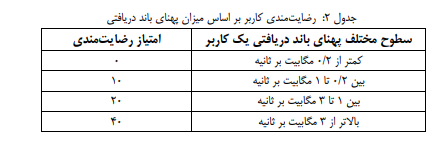 جدول ۲: رضایت‌مندی کاربر بر اساس میزان پهنای باند دریافتی
سطوح مختلف پهنای باند دریافتی یک کاربر امتیاز رضایت‌مندی
کمتر از ۰/۲ مگابیت بر ثانیه ۰
بین ۰/۲ تا ۱ مگابیت بر ثانیه ۱۰
بین ۱ تا ۳ مگابیت بر ثانیه ۲۰
بالاتر از ۳ مگابیت بر ثانیه ۴۰